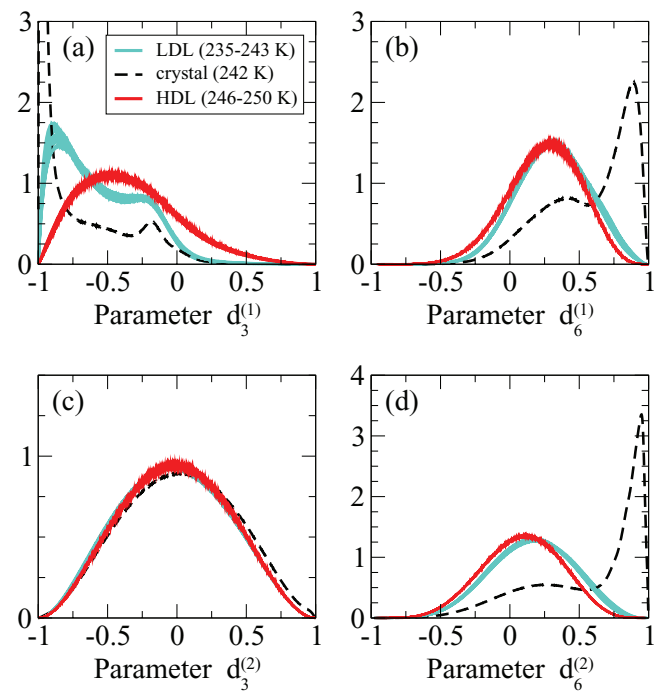 3
(a)
LDL (235-243 K)
crystal (242 K)
HDL (246-250 K)
2
1
0
-1 -0.5 0 0.5 1
Parameter d₃⁽¹⁾
3
(b)
2
1
0
-1 -0.5 0 0.5 1
Parameter d₆⁽¹⁾
(c)
1
0
-1 -0.5 0 0.5 1
Parameter d₃⁽²⁾
4
(d)
3
2
1
0
-1 -0.5 0 0.5 1
Parameter d₆⁽²⁾